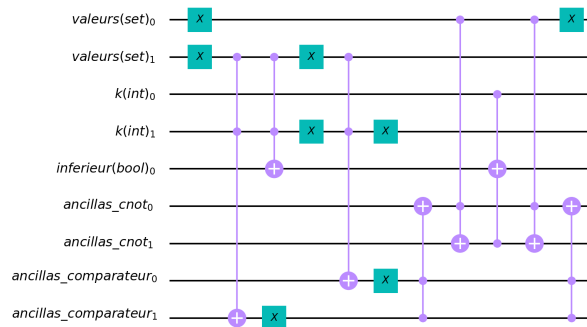 valeurs(set)₀ X X
valeurs(set)₁ X X
k(int)₀
k(int)₁ X X
inferieur(bool)₀
ancillas_cnot₀
ancillas_cnot₁
ancillas_comparateur₀ X
ancillas_comparateur₁ X